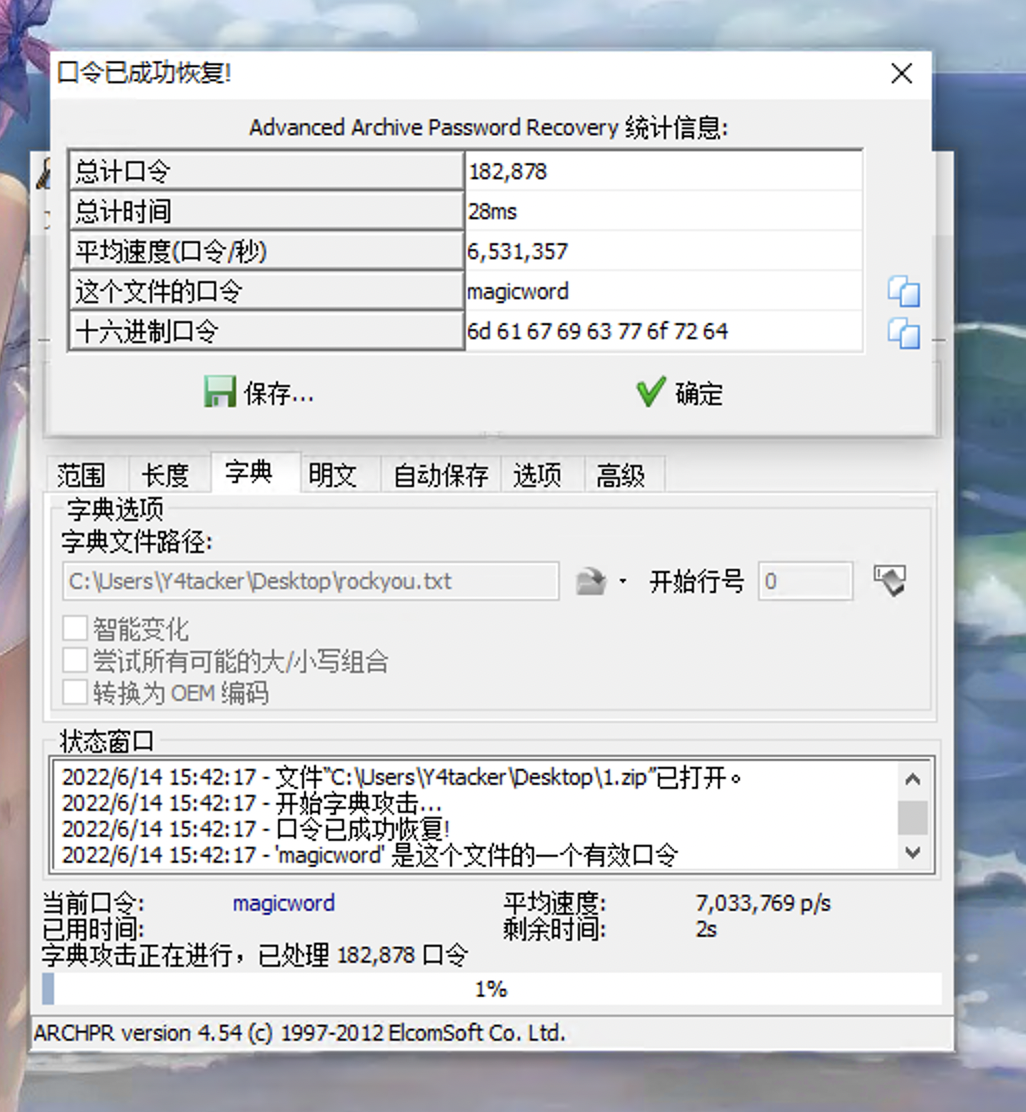 口令已成功恢复!
Advanced Archive Password Recovery 统计信息:
总计口令 182,878
总计时间 28ms
平均速度(口令/秒) 6,531,357
这个文件的口令 magicword
十六进制口令 6d 61 67 69 63 77 6f 72 64
保存... 确定
范围 长度 字典 明文 自动保存 选项 高级
字典选项
字典文件路径:
C:\Users\Y4tacker\Desktop\rockyou.txt 开始行号 0
智能变化
尝试所有可能的大/小写组合
转换为 OEM 编码
状态窗口
2022/6/14 15:42:17 - 文件“C:\Users\Y4tacker\Desktop\1.zip”已打开。
2022/6/14 15:42:17 - 开始字典攻击...
2022/6/14 15:42:17 - 口令已成功恢复!
2022/6/14 15:42:17 - 'magicword' 是这个文件的一个有效口令
当前口令: magicword 平均速度: 7,033,769 p/s
已用时间: 剩余时间: 2s
字典攻击正在进行，已处理 182,878 口令
1%
ARCHPR version 4.54 (c) 1997-2012 ElcomSoft Co. Ltd.